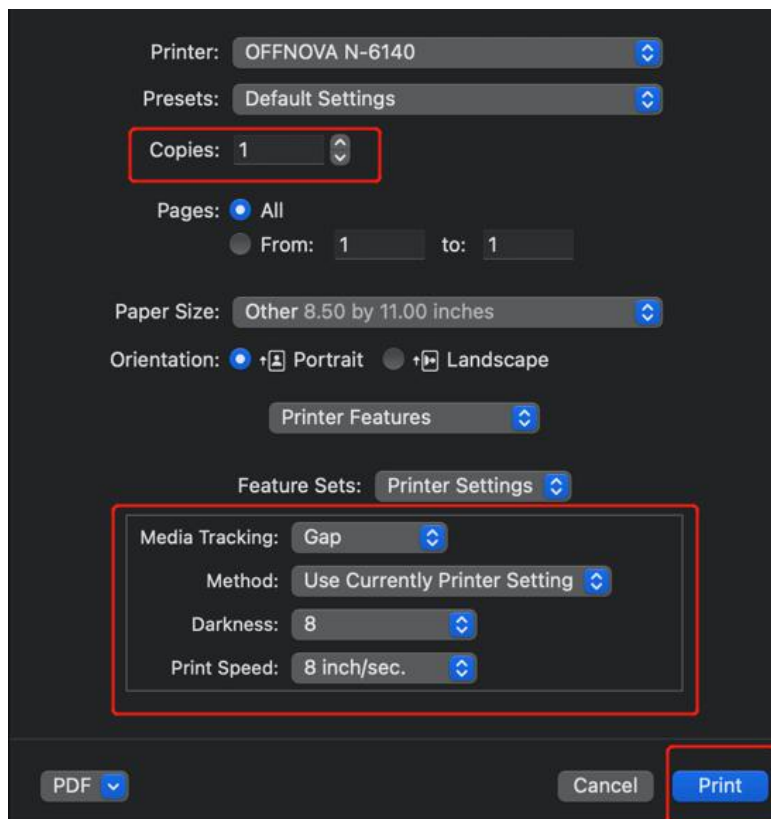 Printer: OFFNOVA N-6140
Presets: Default Settings
Copies: 1
Pages: All
From: 1 to: 1
Paper Size: Other 8.50 by 11.00 inches
Orientation: Portrait Landscape
Printer Features
Feature Sets: Printer Settings
Media Tracking: Gap
Method: Use Currently Printer Setting
Darkness: 8
Print Speed: 8 inch/sec.
PDF Cancel Print